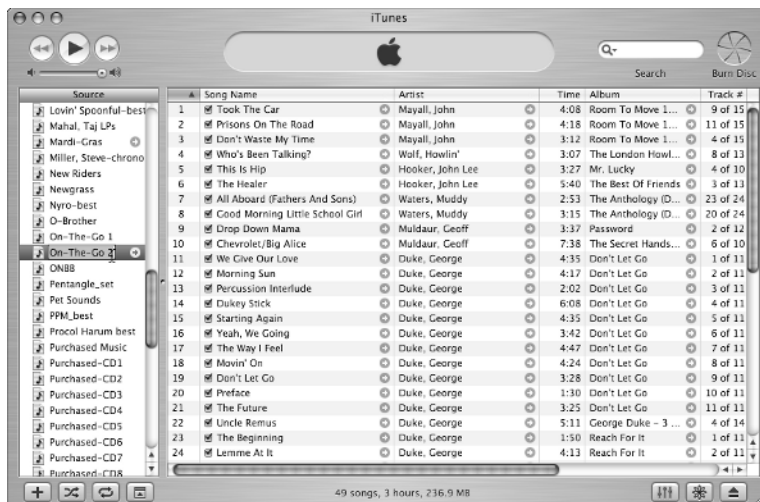 iTunes
Search
Burn Disc
Source
Lovin' Spoonful-best
Mahal, Taj LPs
Mardi-Gras
Miller, Steve-chrono
New Riders
Newgrass
Nyro-best
O-Brother
On-The-Go 1
On-The-Go 2
ONBB
Pentangle_set
Pet Sounds
PPM_best
Procol Harum best
Purchased Music
Purchased-CD1
Purchased-CD2
Purchased-CD3
Purchased-CD4
Purchased-CD5
Purchased-CD6
Purchased-CD7
Purchased-CD8
Song Name Artist Time Album Track #
1 Took The Car Mayall, John 4:08 Room To Move 1... 9 of 15
2 Prisons On The Road Mayall, John 4:18 Room To Move 1... 11 of 15
3 Don't Waste My Time Mayall, John 3:12 Room To Move 1... 4 of 15
4 Who's Been Talking? Wolf, Howlin' 3:07 The London Howl... 8 of 13
5 This Is Hip Hooker, John Lee 3:27 Mr. Lucky 4 of 10
6 The Healer Hooker, John Lee 5:40 The Best Of Friends 3 of 13
7 All Aboard (Fathers And Sons) Waters, Muddy 2:53 The Anthology (D... 23 of 24
8 Good Morning Little School Girl Waters, Muddy 3:15 The Anthology (D... 20 of 24
9 Drop Down Mama Muldaur, Geoff 3:37 Password 2 of 12
10 Chevrolet/Big Alice Muldaur, Geoff 7:38 The Secret Hands... 6 of 10
11 We Give Our Love Duke, George 4:35 Don't Let Go 1 of 11
12 Morning Sun Duke, George 4:17 Don't Let Go 2 of 11
13 Percussion Interlude Duke, George 2:02 Don't Let Go 3 of 11
14 Dukey Stick Duke, George 6:08 Don't Let Go 4 of 11
15 Starting Again Duke, George 4:35 Don't Let Go 5 of 11
16 Yeah, We Going Duke, George 3:42 Don't Let Go 6 of 11
17 The Way I Feel Duke, George 4:47 Don't Let Go 7 of 11
18 Movin' On Duke, George 4:24 Don't Let Go 8 of 11
19 Don't Let Go Duke, George 3:28 Don't Let Go 9 of 11
20 Preface Duke, George 1:30 Don't Let Go 10 of 11
21 The Future Duke, George 3:25 Don't Let Go 11 of 11
22 Uncle Remus Duke, George 5:11 George Duke - 3 ... 4 of 14
23 The Beginning Duke, George 1:50 Reach For It 1 of 11
24 Lemme At It Duke, George 4:13 Reach For It 2 of 11
49 songs, 3 hours, 236.9 MB